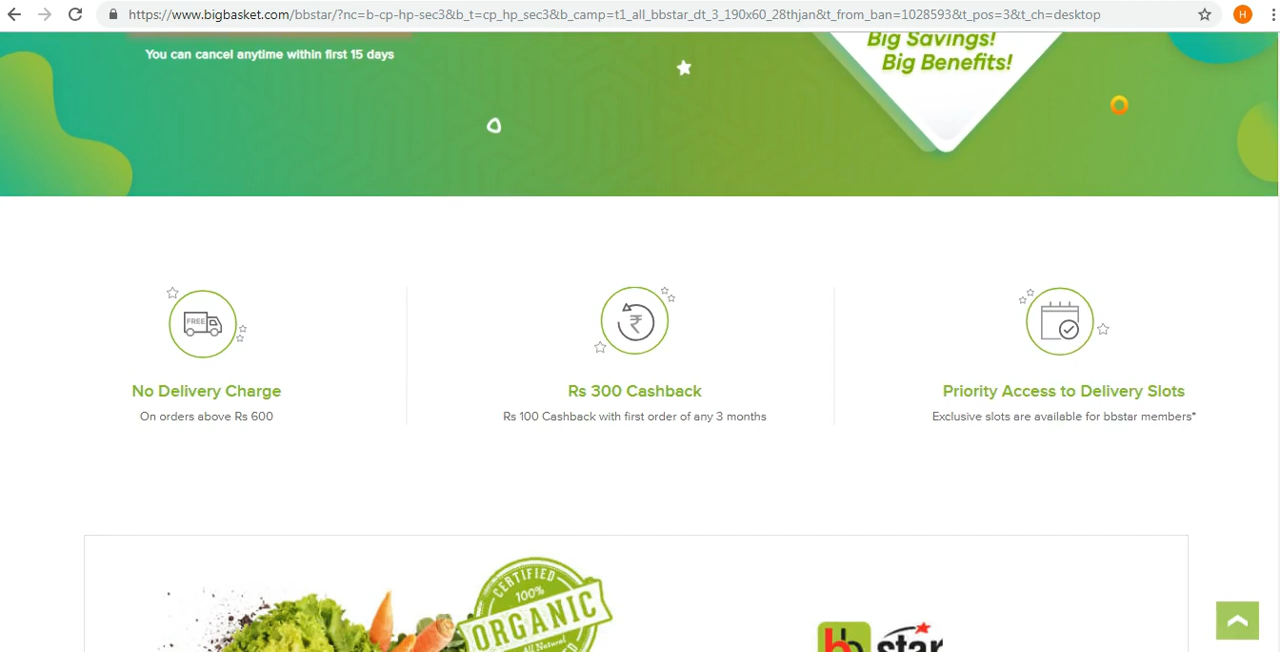 https://www.bigbasket.com/bbstar/?nc=b-cp-hp-sec3&b_t=cp_hp_sec3&b_camp=t1_all_bbstar_dt_3_190x60_28thjan&t_from_ban=1028593&t_pos=3&t_ch=desktop
H
You can cancel anytime within first 15 days
Big Savings!
Big Benefits!
FREE
₹
No Delivery Charge
On orders above Rs 600
Rs 300 Cashback
Rs 100 Cashback with first order of any 3 months
Priority Access to Delivery Slots
Exclusive slots are available for bbstar members*
CERTIFIED
100%
ORGANIC
All Natural
bb star